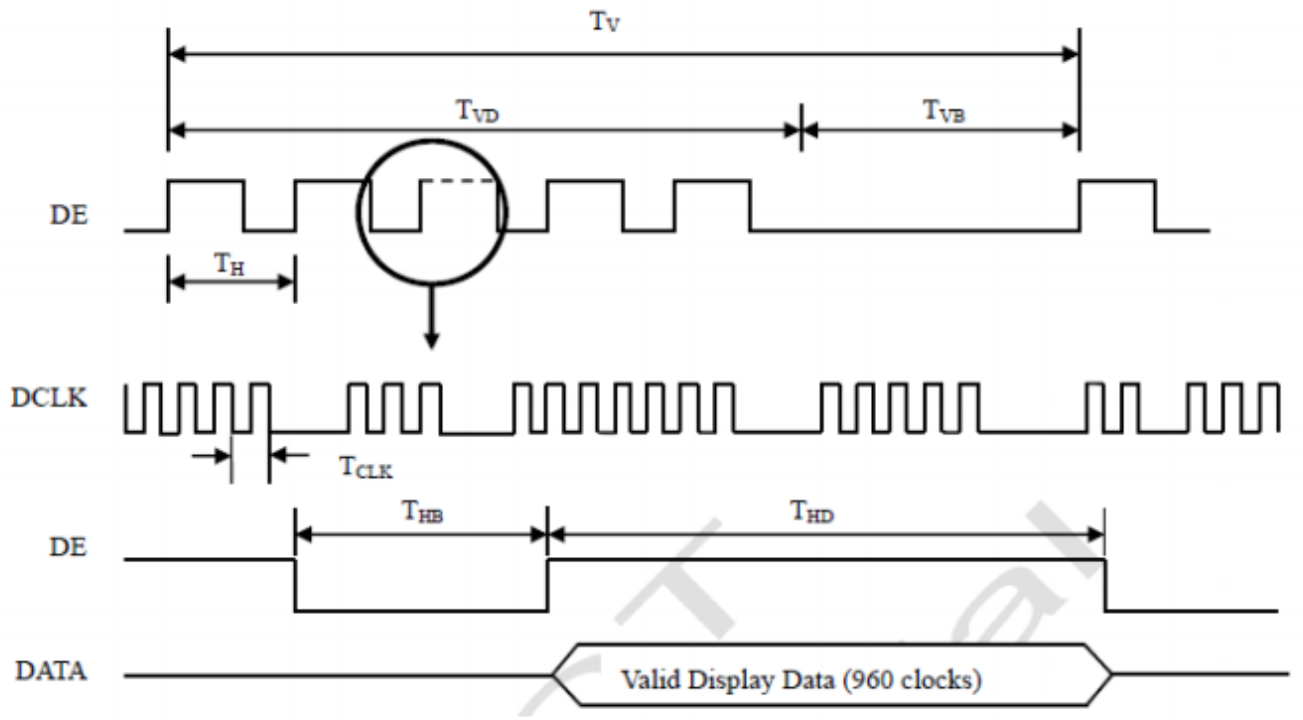 TV
TVD
TVB
DE
TH
DCLK
TCLK
THB
THD
DE
DATA
Valid Display Data (960 clocks)